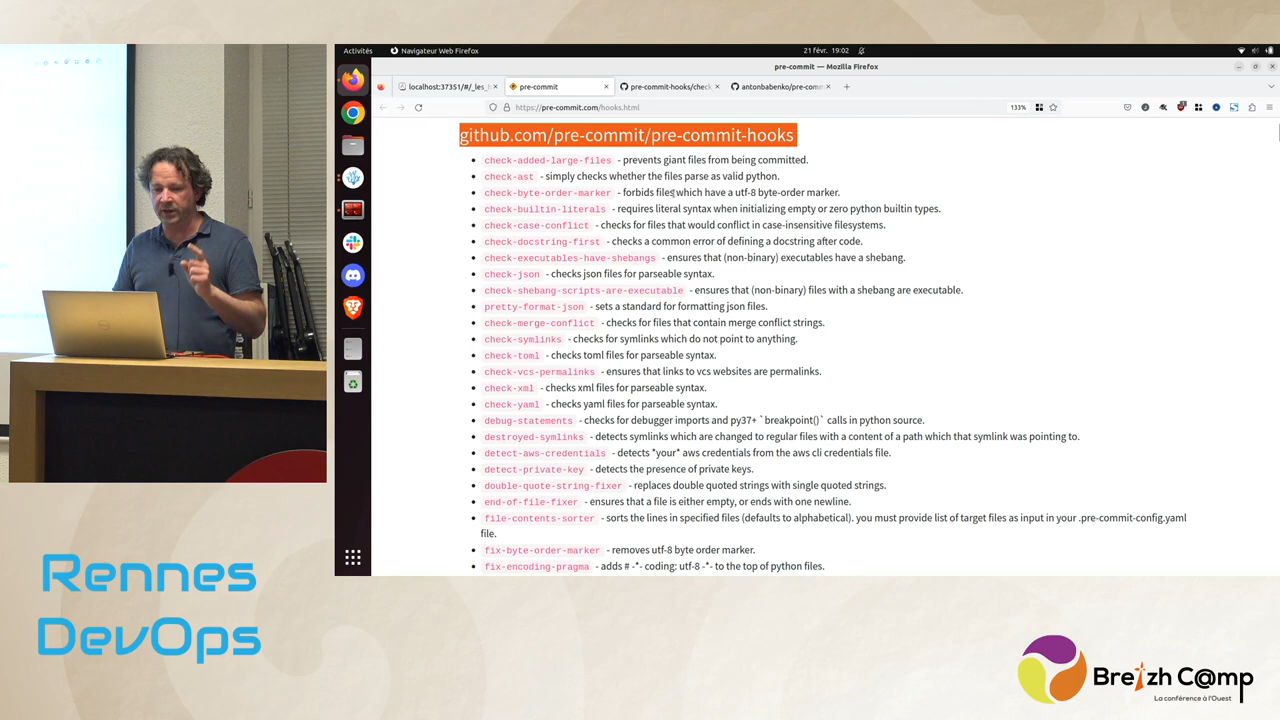 Activités
Navigateur Web Firefox
21 févr. 19:02
pre-commit — Mozilla Firefox
localhost:37351/#/_les_
pre-commit
pre-commit-hooks/check
antonbabenko/pre-comm
https://pre-commit.com/hooks.html
133%
github.com/pre-commit/pre-commit-hooks
check-added-large-files - prevents giant files from being committed.
check-ast - simply checks whether the files parse as valid python.
check-byte-order-marker - forbids files which have a utf-8 byte-order marker.
check-builtin-literals - requires literal syntax when initializing empty or zero python builtin types.
check-case-conflict - checks for files that would conflict in case-insensitive filesystems.
check-docstring-first - checks a common error of defining a docstring after code.
check-executables-have-shebangs - ensures that (non-binary) executables have a shebang.
check-json - checks json files for parseable syntax.
check-shebang-scripts-are-executable - ensures that (non-binary) files with a shebang are executable.
pretty-format-json - sets a standard for formatting json files.
check-merge-conflict - checks for files that contain merge conflict strings.
check-symlinks - checks for symlinks which do not point to anything.
check-toml - checks toml files for parseable syntax.
check-vcs-permalinks - ensures that links to vcs websites are permalinks.
check-xml - checks xml files for parseable syntax.
check-yaml - checks yaml files for parseable syntax.
debug-statements - checks for debugger imports and py37+ `breakpoint()` calls in python source.
destroyed-symlinks - detects symlinks which are changed to regular files with a content of a path which that symlink was pointing to.
detect-aws-credentials - detects *your* aws credentials from the aws cli credentials file.
detect-private-key - detects the presence of private keys.
double-quote-string-fixer - replaces double quoted strings with single quoted strings.
end-of-file-fixer - ensures that a file is either empty, or ends with one newline.
file-contents-sorter - sorts the lines in specified files (defaults to alphabetical). you must provide list of target files as input in your .pre-commit-config.yaml
file.
fix-byte-order-marker - removes utf-8 byte order marker.
fix-encoding-pragma - adds # -*- coding: utf-8 -*- to the top of python files.
Rennes
DevOps
Breizh C@mp
La conférence à l'Ouest